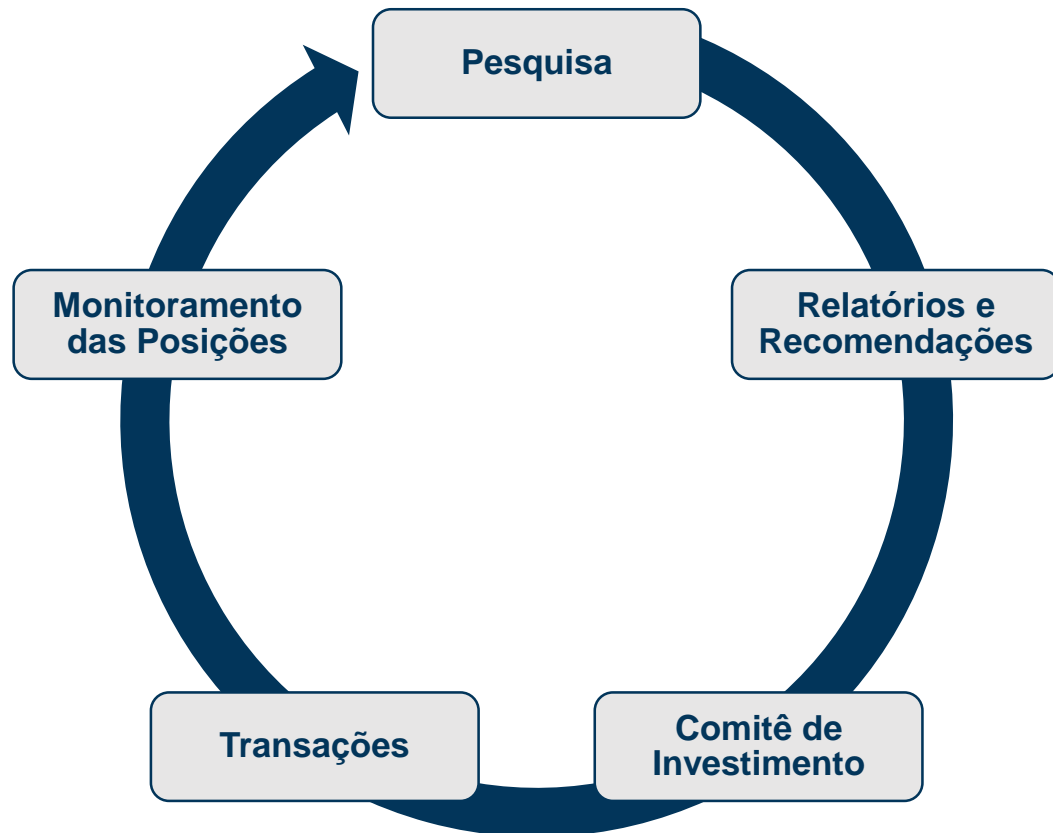 Pesquisa
Relatórios e
Recomendações
Comitê de
Investimento
Transações
Monitoramento
das Posições